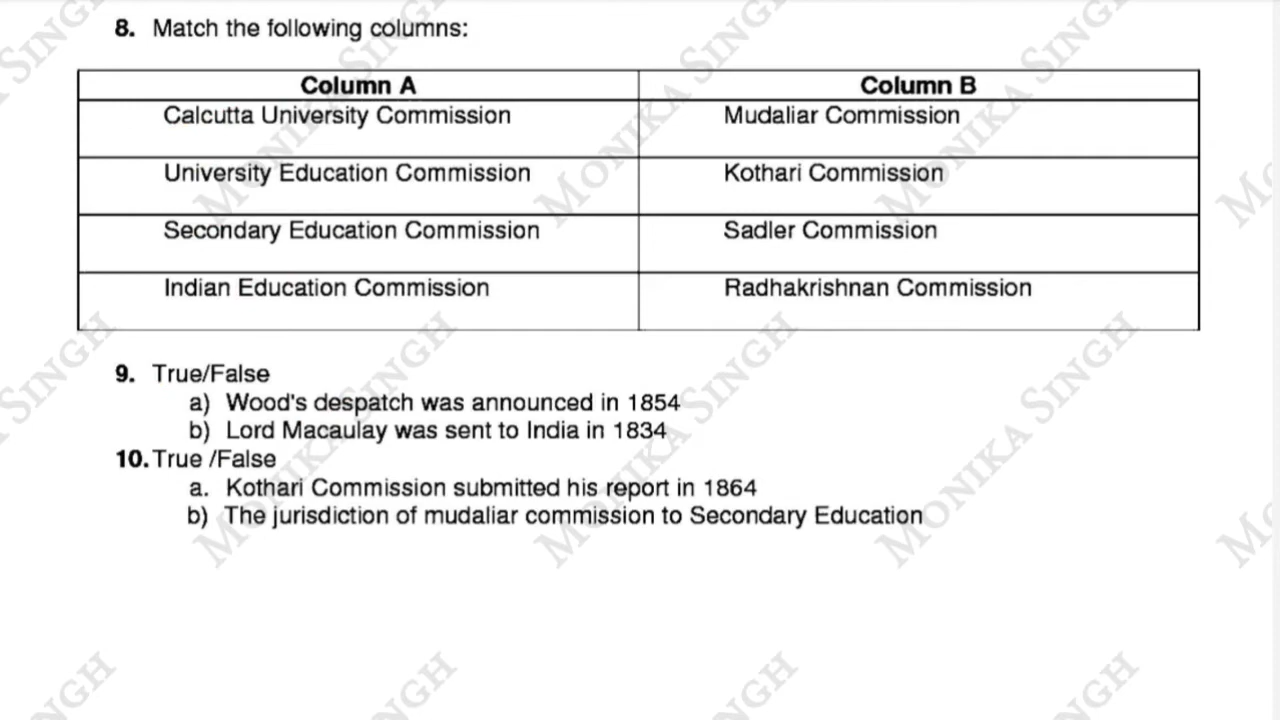 8. Match the following columns:
Column A Column B
Calcutta University Commission Mudaliar Commission
University Education Commission Kothari Commission
Secondary Education Commission Sadler Commission
Indian Education Commission Radhakrishnan Commission
9. True/False
a) Wood's despatch was announced in 1854
b) Lord Macaulay was sent to India in 1834
10. True /False
a. Kothari Commission submitted his report in 1864
b) The jurisdiction of mudaliar commission to Secondary Education
MONIKA SINGH